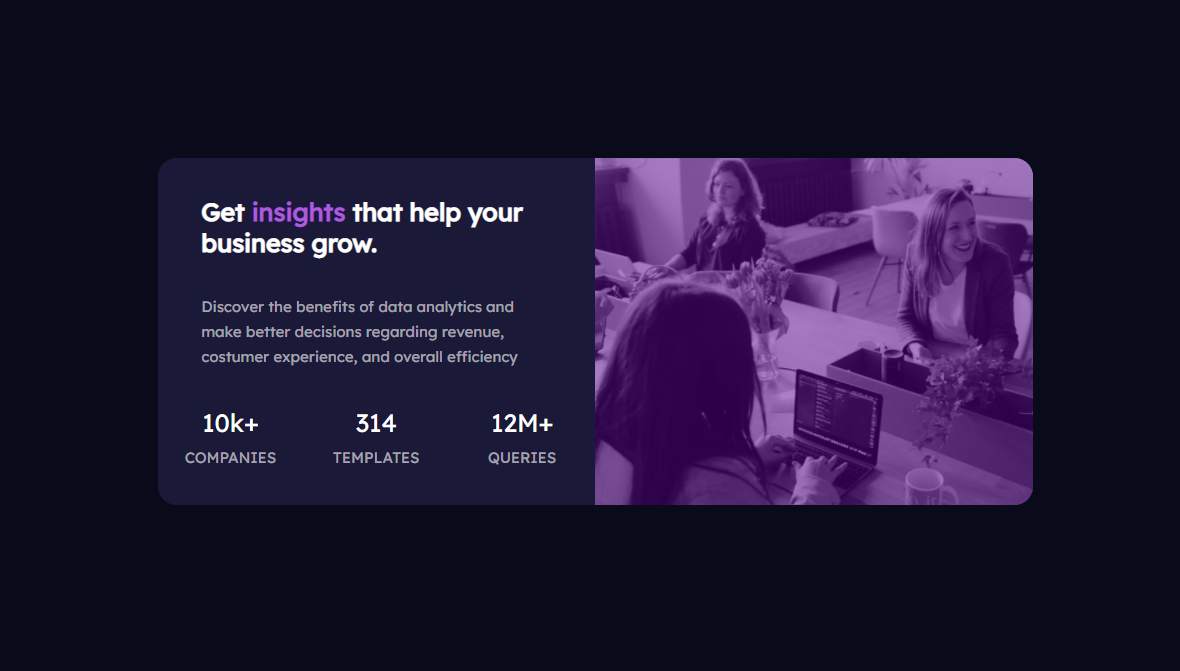 Get insights that help your
business grow.
Discover the benefits of data analytics and
make better decisions regarding revenue,
costumer experience, and overall efficiency
10k+ 314 12M+
COMPANIES TEMPLATES QUERIES